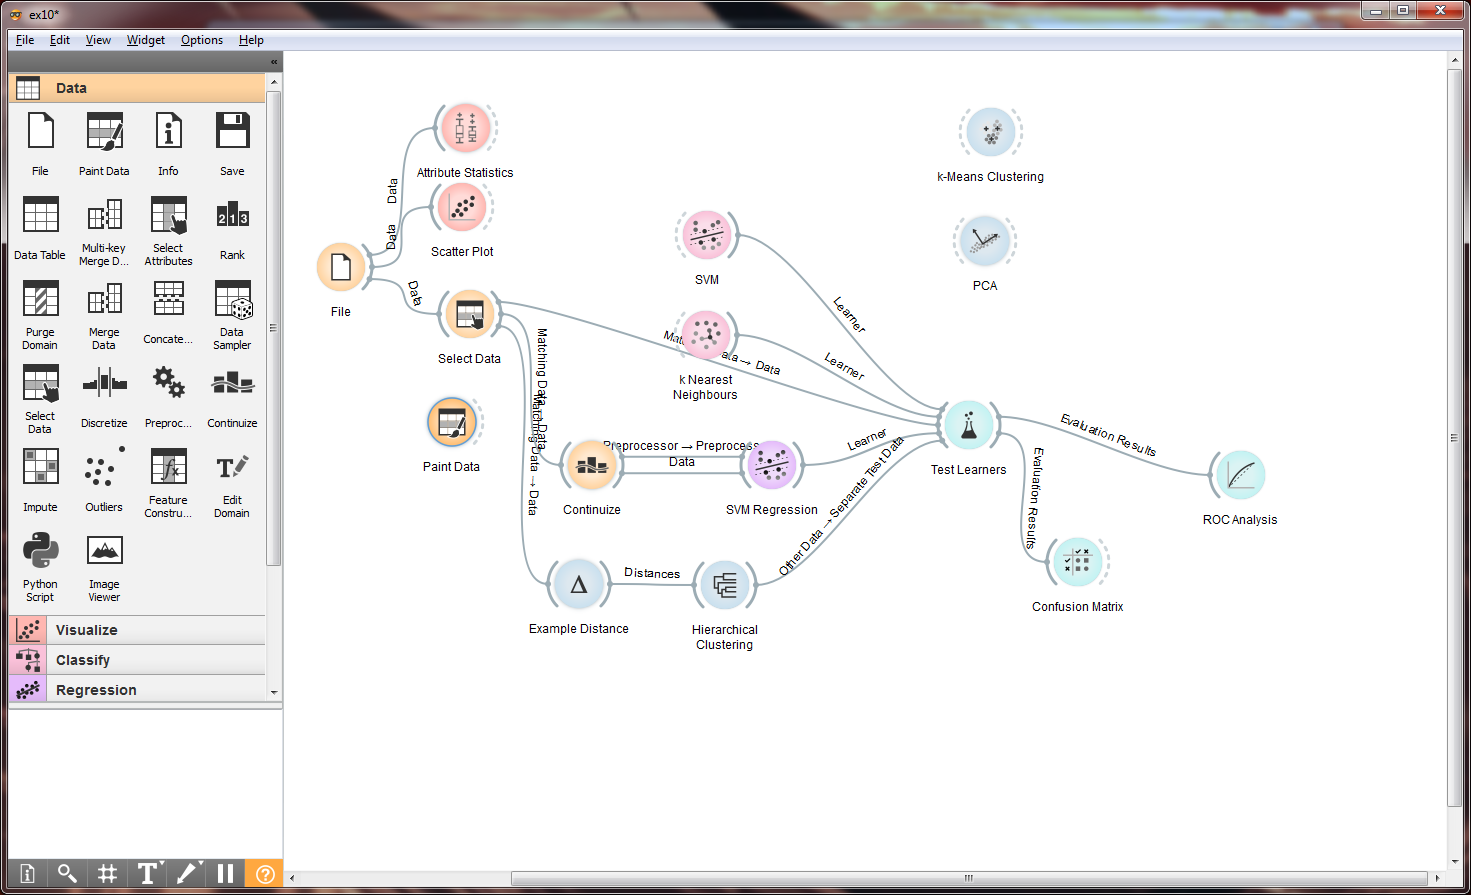 ex10*
File Edit View Widget Options Help
«
Data
File Paint Data Info Save
Data Table Multi-key Merge D... Select Attributes Rank
Purge Domain Merge Data Concate... Data Sampler
Select Data Discretize Preproc... Continuize
Impute Outliers Feature Constru... Edit Domain
Python Script Image Viewer
Visualize
Classify
Regression
Attribute Statistics
Data
Scatter Plot
Data
File
Data
Select Data
Matching Data → Data
Matching Data → Data
Data → Data
Paint Data
k-Means Clustering
PCA
SVM
Learner
k Nearest
Neighbours
Learner
Preprocessor → Preprocess
Data
Continuize
SVM Regression
Learner
Test Learners
Other Data → Separate Test Data
Example Distance
Distances
Hierarchical
Clustering
Evaluation Results
Evaluation Results
ROC Analysis
Confusion Matrix